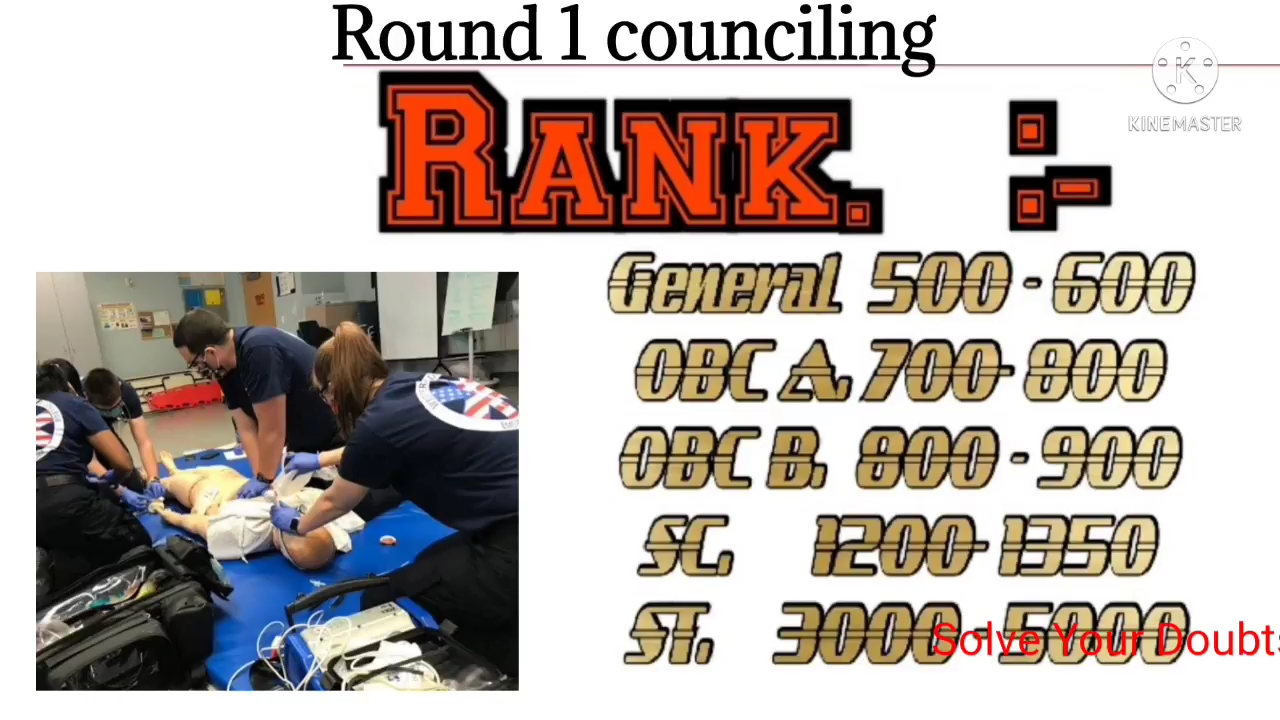 Round 1 counciling
RANK. :-
KINEMASTER
General 500 - 600
OBC A. 700- 800
OBC B. 800 - 900
SC. 1200- 1350
ST. 3000 - 5000
Solve Your Doubts